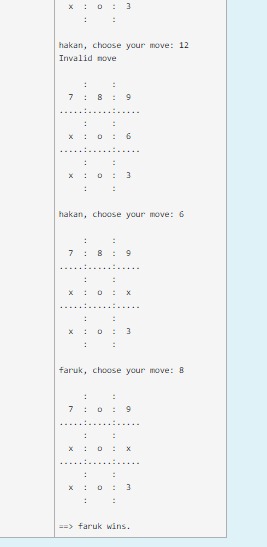 x : o : 3
: :
hakan, choose your move: 12
Invalid move
: :
7 : 8 : 9
.....:.....:.....
: :
x : o : 6
.....:.....:.....
: :
x : o : 3
: :
hakan, choose your move: 6
: :
7 : 8 : 9
.....:.....:.....
: :
x : o : x
.....:.....:.....
: :
x : o : 3
: :
faruk, choose your move: 8
: :
7 : o : 9
.....:.....:.....
: :
x : o : x
.....:.....:.....
: :
x : o : 3
: :
==> faruk wins.